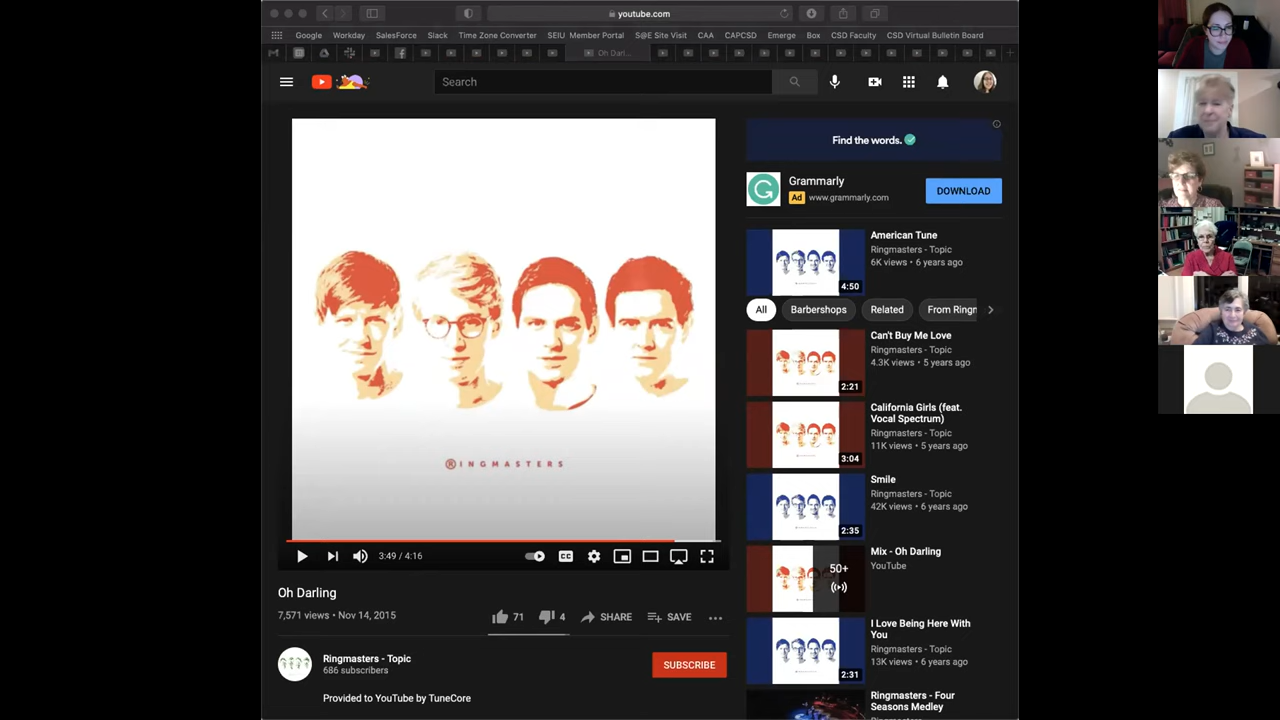 youtube.com
Google Workday SalesForce Slack Time Zone Converter SEIU Member Portal S@E Site Visit CAA CAPCSD Emerge Box CSD Faculty CSD Virtual Bulletin Board
Oh Darl...
Search
RINGMASTERS
3:49 / 4:16
CC
Oh Darling
7,571 views • Nov 14, 2015
71 4 SHARE SAVE
Ringmasters - Topic
686 subscribers
SUBSCRIBE
Provided to YouTube by TuneCore
Find the words.
Grammarly
Ad www.grammarly.com
DOWNLOAD
American Tune
Ringmasters - Topic
6K views • 6 years ago
4:50
All Barbershops Related From Ringm
Can't Buy Me Love
Ringmasters - Topic
4.3K views • 5 years ago
2:21
California Girls (feat.
Vocal Spectrum)
Ringmasters - Topic
11K views • 5 years ago
3:04
Smile
Ringmasters - Topic
42K views • 6 years ago
2:35
Mix - Oh Darling
YouTube
50+
I Love Being Here With
You
Ringmasters - Topic
13K views • 6 years ago
2:31
Ringmasters - Four
Seasons Medley